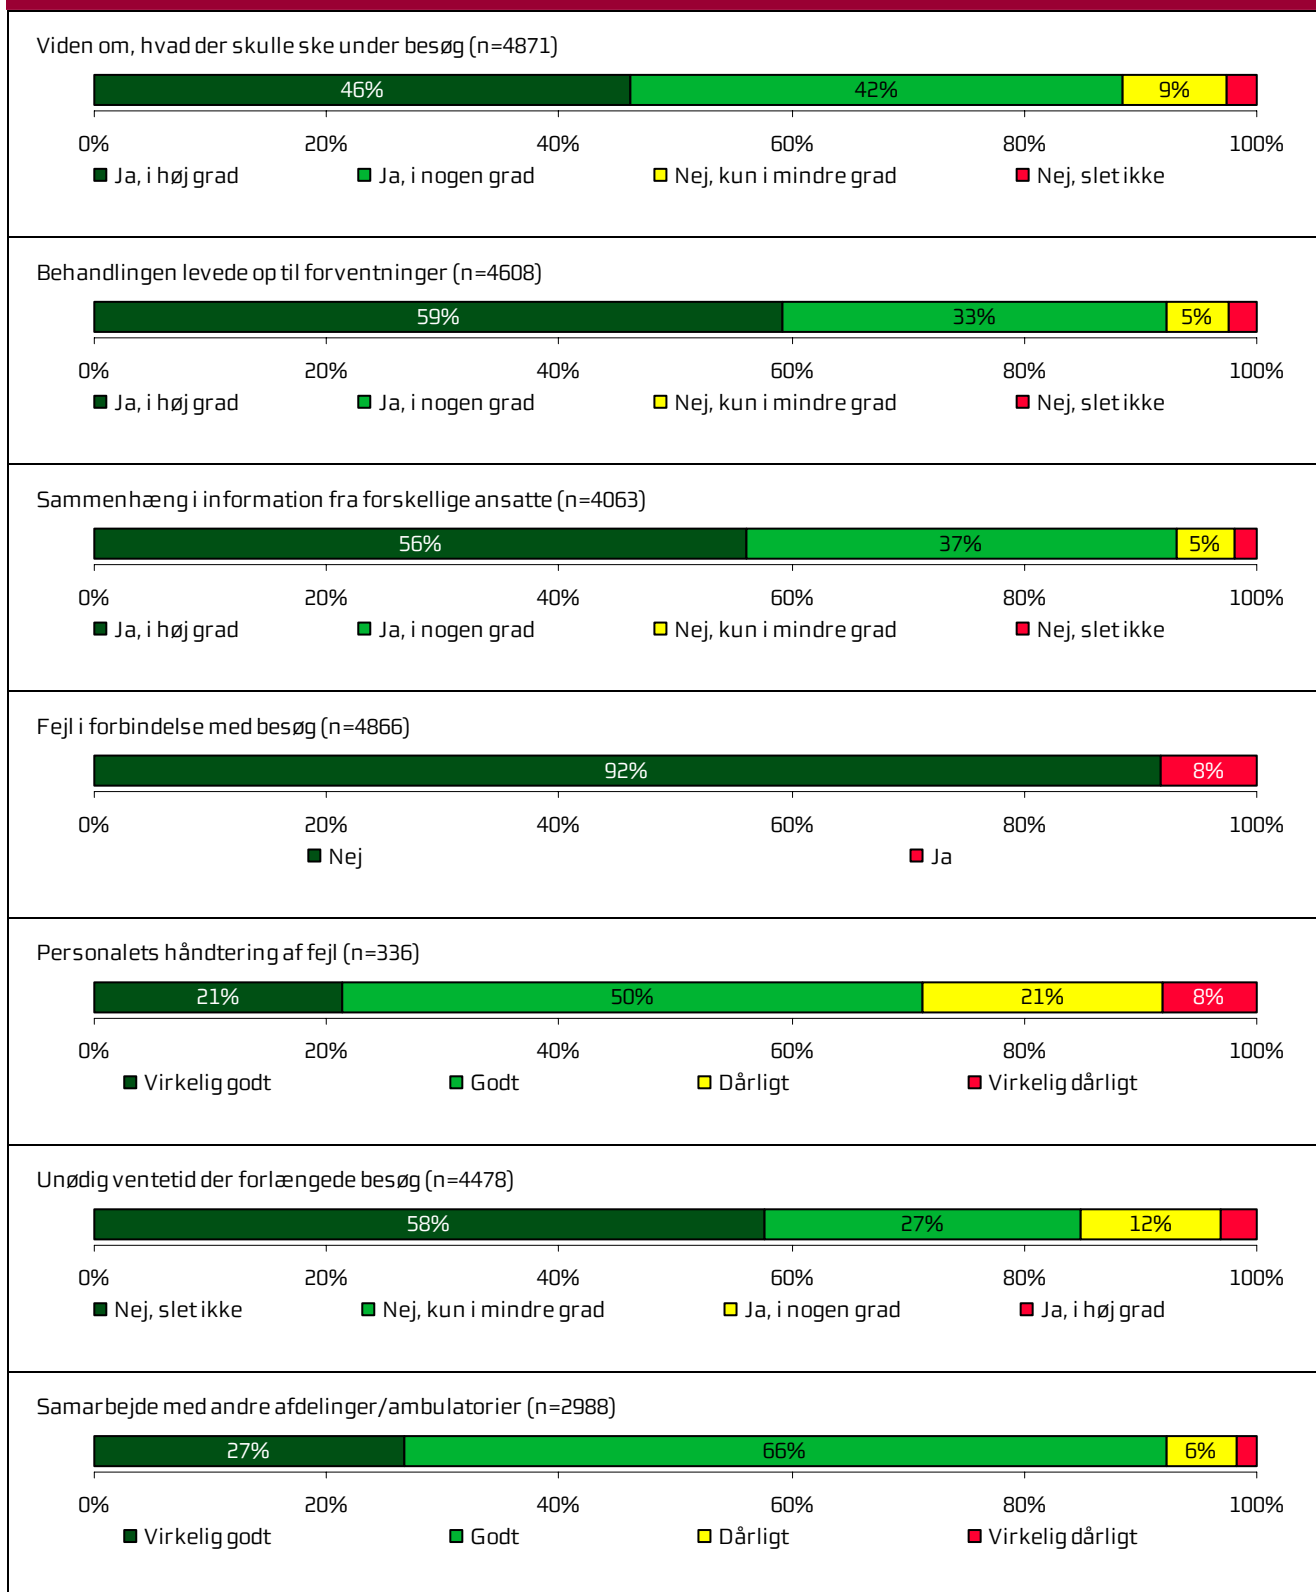 Viden om, hvad der skulle ske under besøg (n=4871)
46% 42% 9%
0% 20% 40% 60% 80% 100%
Ja, i høj grad Ja, i nogen grad Nej, kun i mindre grad Nej, slet ikke
Behandlingen levede op til forventninger (n=4608)
59% 33% 5%
0% 20% 40% 60% 80% 100%
Ja, i høj grad Ja, i nogen grad Nej, kun i mindre grad Nej, slet ikke
Sammenhæng i information fra forskellige ansatte (n=4063)
56% 37% 5%
0% 20% 40% 60% 80% 100%
Ja, i høj grad Ja, i nogen grad Nej, kun i mindre grad Nej, slet ikke
Fejl i forbindelse med besøg (n=4866)
92% 8%
0% 20% 40% 60% 80% 100%
Nej Ja
Personalets håndtering af fejl (n=336)
21% 50% 21% 8%
0% 20% 40% 60% 80% 100%
Virkelig godt Godt Dårligt Virkelig dårligt
Unødig ventetid der forlængede besøg (n=4478)
58% 27% 12%
0% 20% 40% 60% 80% 100%
Nej, slet ikke Nej, kun i mindre grad Ja, i nogen grad Ja, i høj grad
Samarbejde med andre afdelinger/ambulatorier (n=2988)
27% 66% 6%
0% 20% 40% 60% 80% 100%
Virkelig godt Godt Dårligt Virkelig dårligt